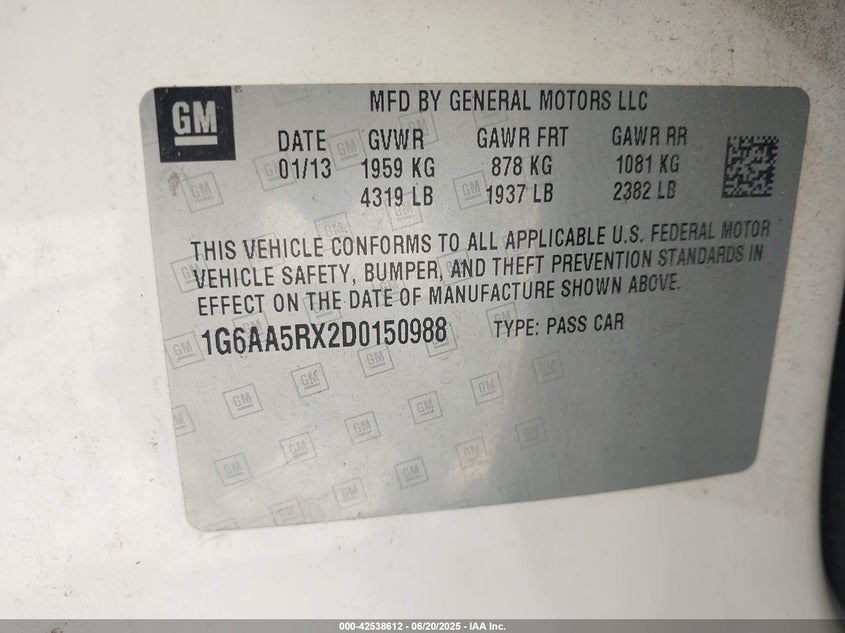 GM
MFD BY GENERAL MOTORS LLC
DATE GVWR GAWR FRT GAWR RR
01/13 1959 KG 878 KG 1081 KG
4319 LB 1937 LB 2382 LB
THIS VEHICLE CONFORMS TO ALL APPLICABLE U.S. FEDERAL MOTOR
VEHICLE SAFETY, BUMPER, AND THEFT PREVENTION STANDARDS IN
EFFECT ON THE DATE OF MANUFACTURE SHOWN ABOVE.
1G6AA5RX2D0150988 TYPE: PASS CAR
000-42538612 - 06/20/2025 - IAA Inc.